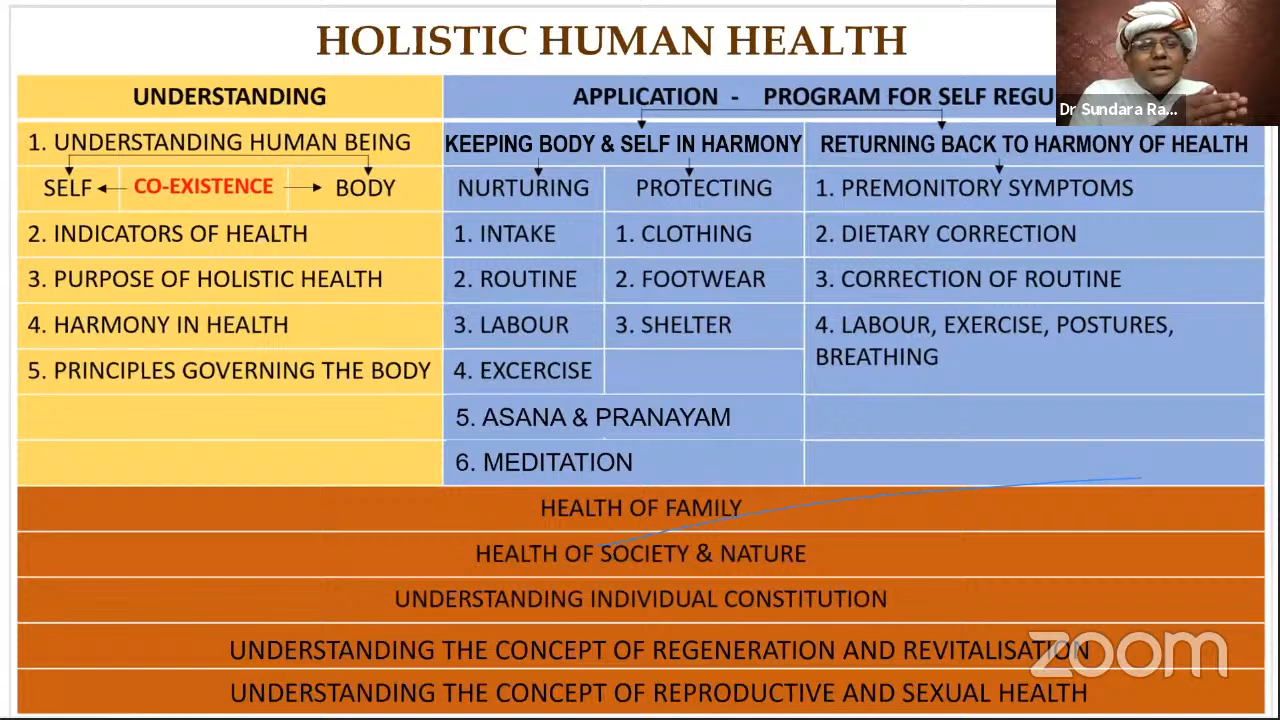 HOLISTIC HUMAN HEALTH
UNDERSTANDING
APPLICATION - PROGRAM FOR SELF REGU
Dr Sundara Ra...
1. UNDERSTANDING HUMAN BEING
KEEPING BODY & SELF IN HARMONY
RETURNING BACK TO HARMONY OF HEALTH
SELF CO-EXISTENCE BODY
NURTURING
PROTECTING
1. PREMONITORY SYMPTOMS
2. INDICATORS OF HEALTH
1. INTAKE
1. CLOTHING
2. DIETARY CORRECTION
3. PURPOSE OF HOLISTIC HEALTH
2. ROUTINE
2. FOOTWEAR
3. CORRECTION OF ROUTINE
4. HARMONY IN HEALTH
3. LABOUR
3. SHELTER
4. LABOUR, EXERCISE, POSTURES,
BREATHING
5. PRINCIPLES GOVERNING THE BODY
4. EXCERCISE
5. ASANA & PRANAYAM
6. MEDITATION
HEALTH OF FAMILY
HEALTH OF SOCIETY & NATURE
UNDERSTANDING INDIVIDUAL CONSTITUTION
UNDERSTANDING THE CONCEPT OF REGENERATION AND REVITALISATION
zoom
UNDERSTANDING THE CONCEPT OF REPRODUCTIVE AND SEXUAL HEALTH